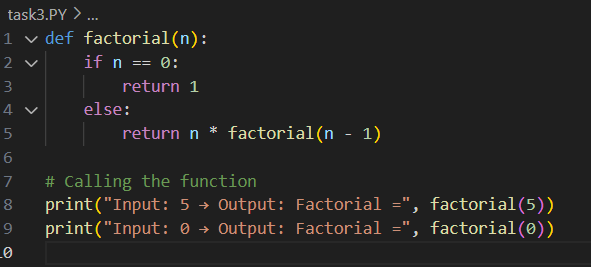 task3.PY > ...
1 def factorial(n):
2     if n == 0:
3         return 1
4     else:
5         return n * factorial(n - 1)
6
7 # Calling the function
8 print("Input: 5 → Output: Factorial =", factorial(5))
9 print("Input: 0 → Output: Factorial =", factorial(0))
10